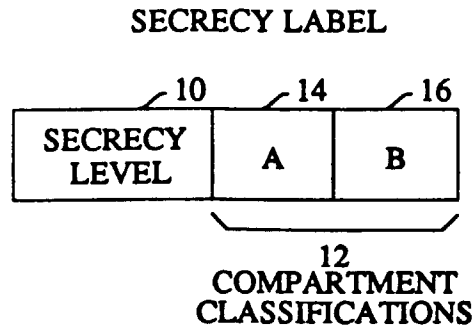 SECRECY LABEL
10
14
16
SECRECY
LEVEL
A
B
12
COMPARTMENT
CLASSIFICATIONS